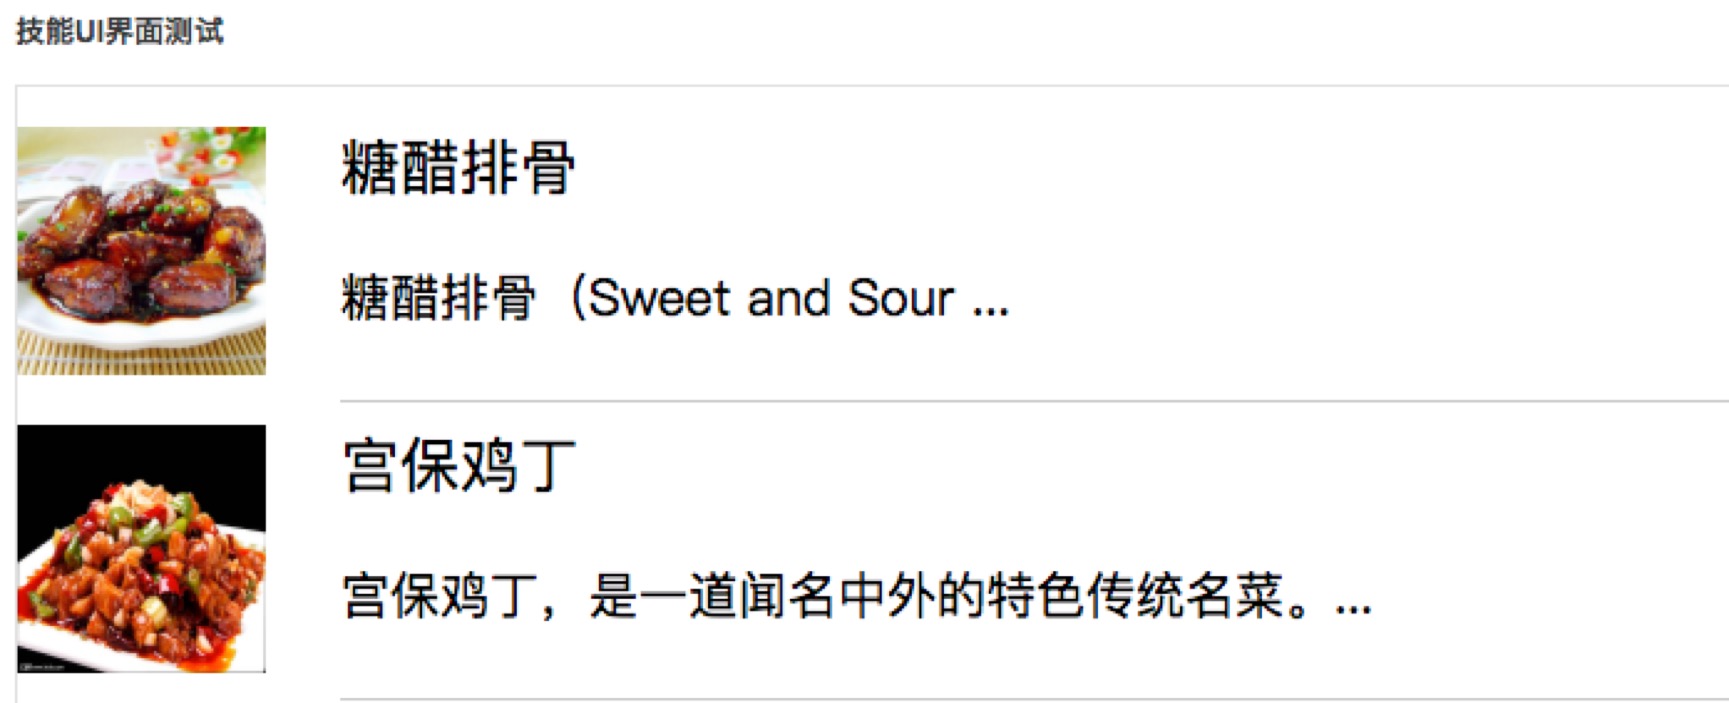 技能UI界面测试
糖醋排骨
糖醋排骨（Sweet and Sour ...
宫保鸡丁
宫保鸡丁，是一道闻名中外的特色传统名菜。...